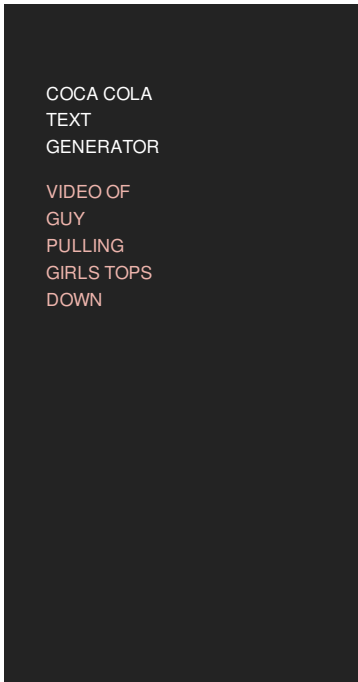 COCA COLA
TEXT
GENERATOR
VIDEO OF
GUY
PULLING
GIRLS TOPS
DOWN